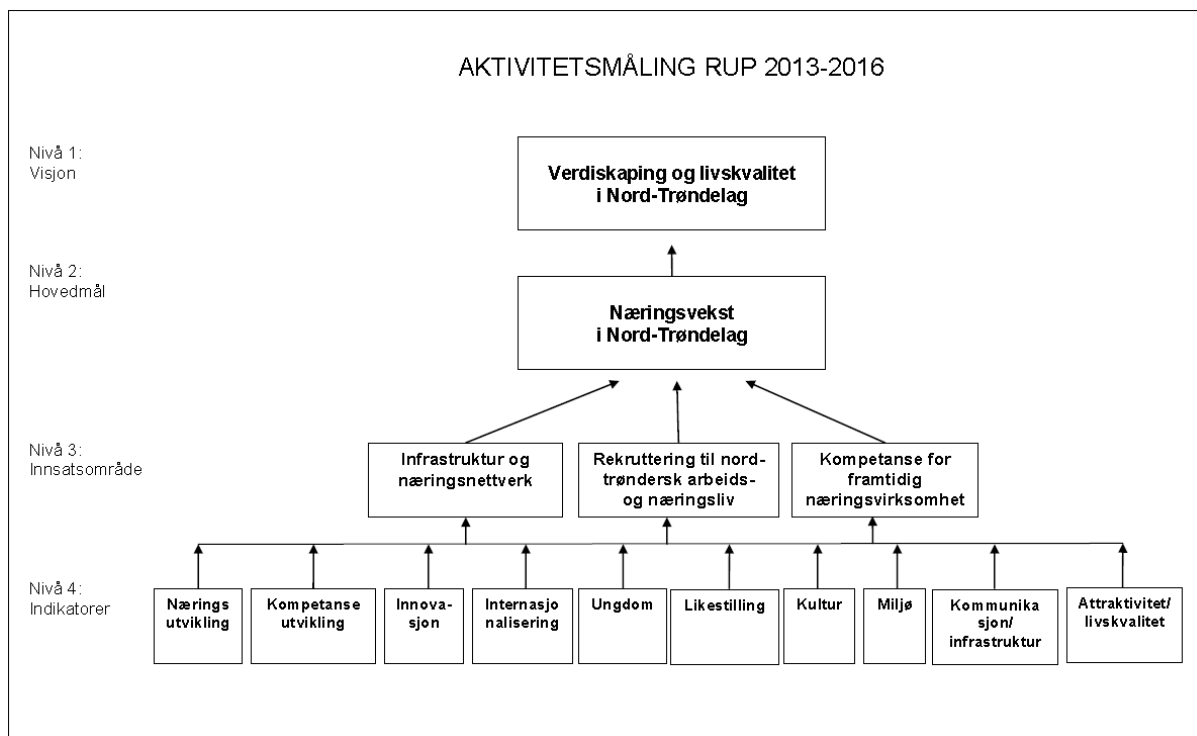 AKTIVITETSMÅLING RUP 2013-2016
Nivå 1:
Visjon
Verdiskaping og livskvalitet
i Nord-Trøndelag
Nivå 2:
Hovedmål
Næringsvekst
i Nord-Trøndelag
Nivå 3:
Innsatsområde
Infrastruktur og
næringsnettverk
Rekruttering til nord-
trøndersk arbeids-
og næringsliv
Kompetanse for
framtidig
næringsvirksomhet
Nivå 4:
Indikatorer
Nærings
utvikling
Kompetanse
utvikling
Innova-
sjon
Internasjo
nalisering
Ungdom
Likestilling
Kultur
Miljø
Kommunika
sjon/
infrastruktur
Attraktivitet/
livskvalitet